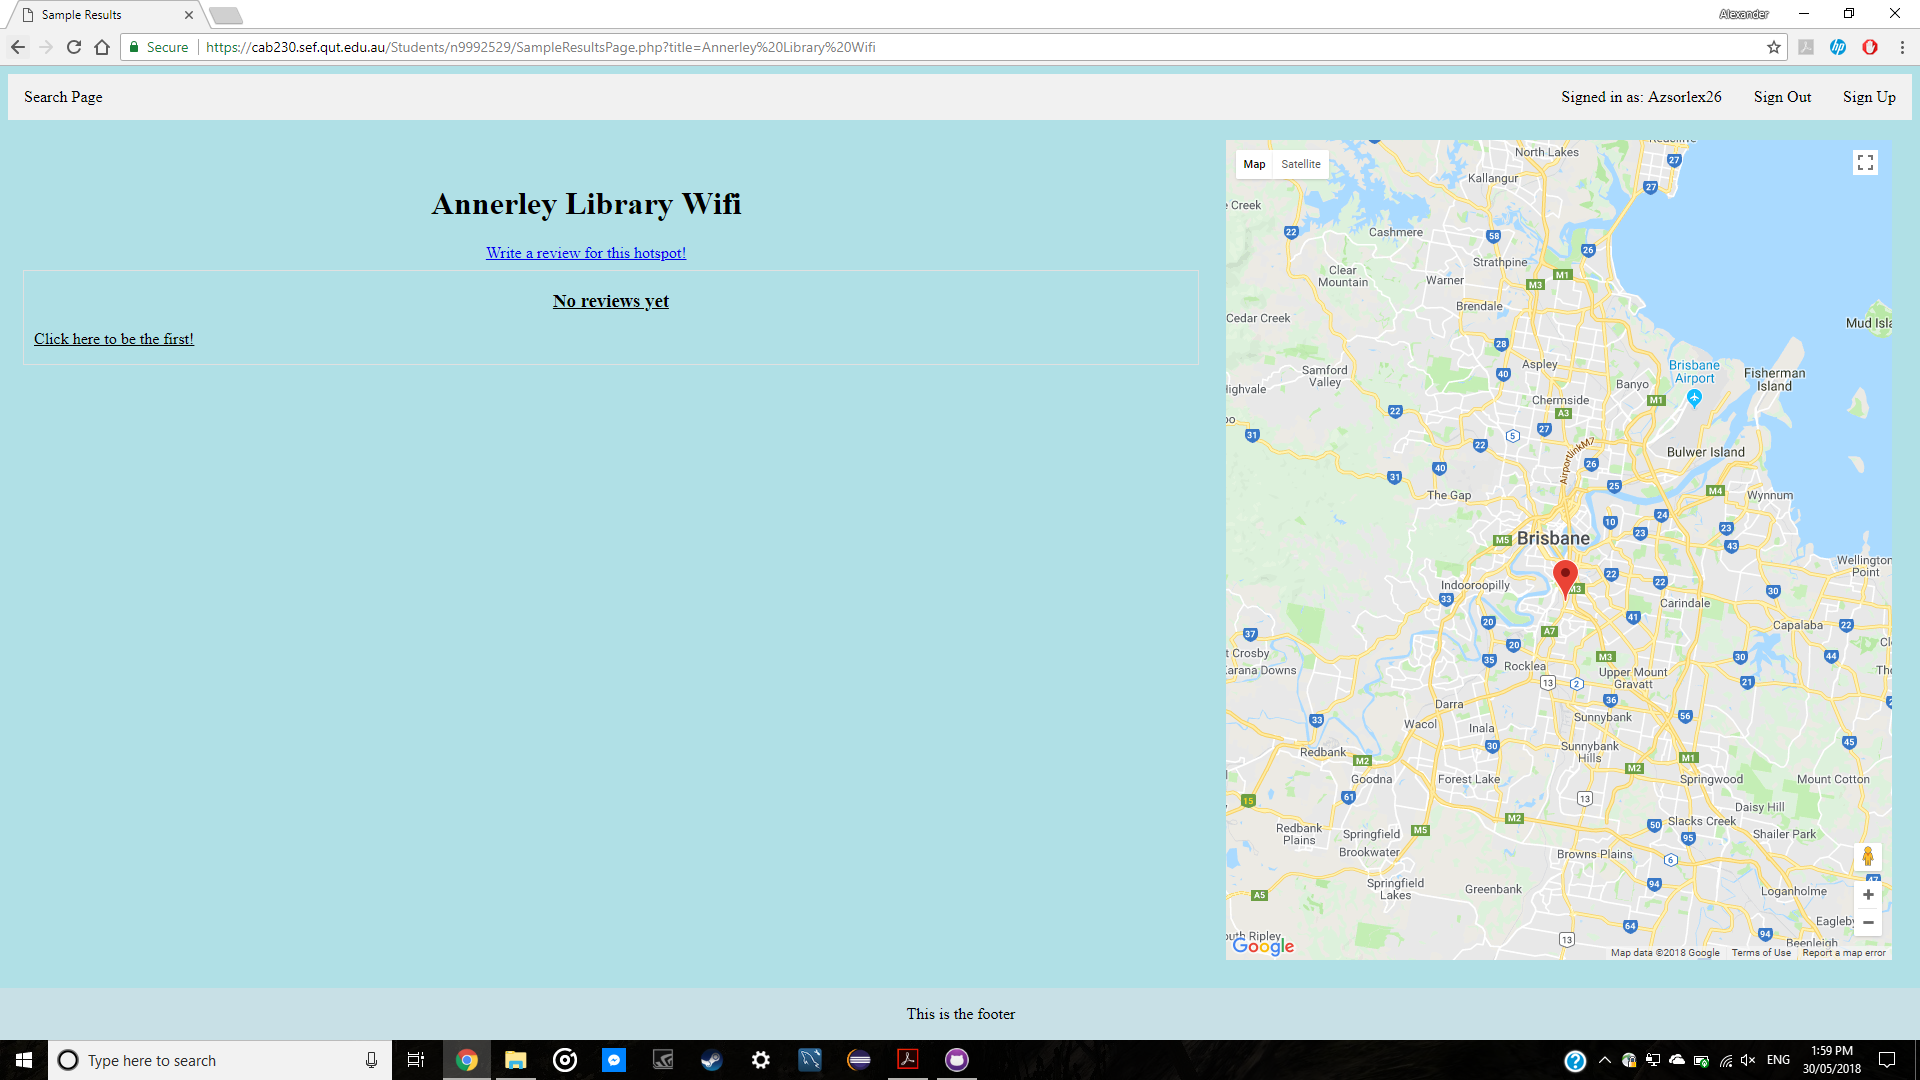 Sample Results
Alexander
Secure
https://cab230.sef.qut.edu.au/Students/n9992529/SampleResultsPage.php?title=Annerley%20Library%20Wifi
Search Page
Signed in as: Azsorlex26
Sign Out
Sign Up
Annerley Library Wifi
Write a review for this hotspot!
No reviews yet
Click here to be the first!
Map
Satellite
North Lakes
Kallangur
Creek
Cashmere
Strathpine
Clear
Mountain
Warner
Brendale
Cedar Creek
Mud Isla
Samford
Valley
Aspley
Brisbane
Airport
Fisherman
Island
Banyo
Highvale
Chermside
AirportlinkM7
Bulwer Island
The Gap
Wynnum
Brisbane
Wellington
Point
Indooroopilly
Carindale
Capalaba
t Crosby
Karana Downs
Rocklea
Upper Mount
Gravatt
Darra
Wacol
Inala
Sunnybank
Redbank
Sunnybank
Hills
Goodna
Forest Lake
Springwood
Mount Cotton
Daisy Hill
Redbank
Plains
Springfield
Slacks Creek
Shailer Park
Brookwater
Browns Plains
Springfield
Lakes
Greenbank
Loganholme
Eagleby
uth Ripley
Beenleigh
Google
Map data ©2018 Google
Terms of Use
Report a map error
This is the footer
Type here to search
ENG
1:59 PM
30/05/2018